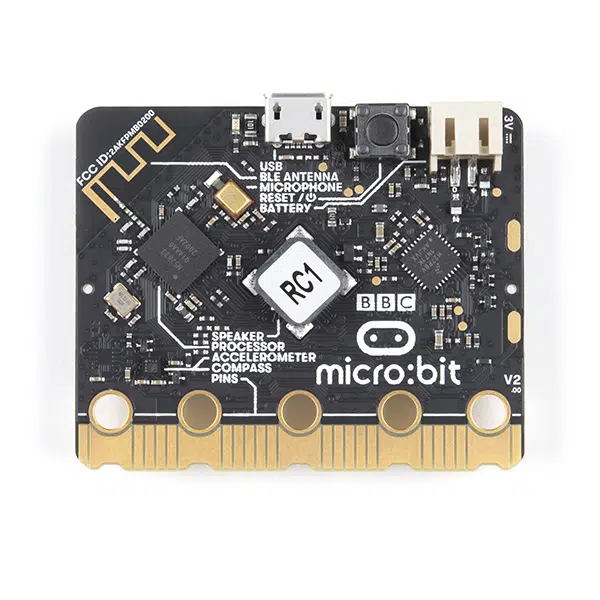 FCC ID:2AKFPMB0200
3V
USB
BLE ANTENNA
MICROPHONE
RESET /
BATTERY
RC1
BBC
SPEAKER
PROCESSOR
ACCELEROMETER
COMPASS
PINS
micro:bit
V2
.00